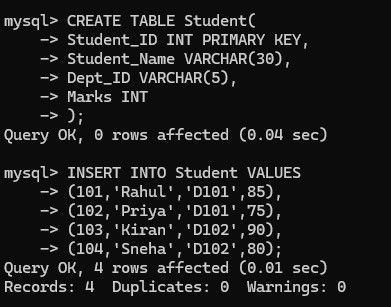 mysql> CREATE TABLE Student(
    -> Student_ID INT PRIMARY KEY,
    -> Student_Name VARCHAR(30),
    -> Dept_ID VARCHAR(5),
    -> Marks INT
    -> );
Query OK, 0 rows affected (0.04 sec)

mysql> INSERT INTO Student VALUES
    -> (101,'Rahul','D101',85),
    -> (102,'Priya','D101',75),
    -> (103,'Kiran','D102',90),
    -> (104,'Sneha','D102',80);
Query OK, 4 rows affected (0.01 sec)
Records: 4  Duplicates: 0  Warnings: 0